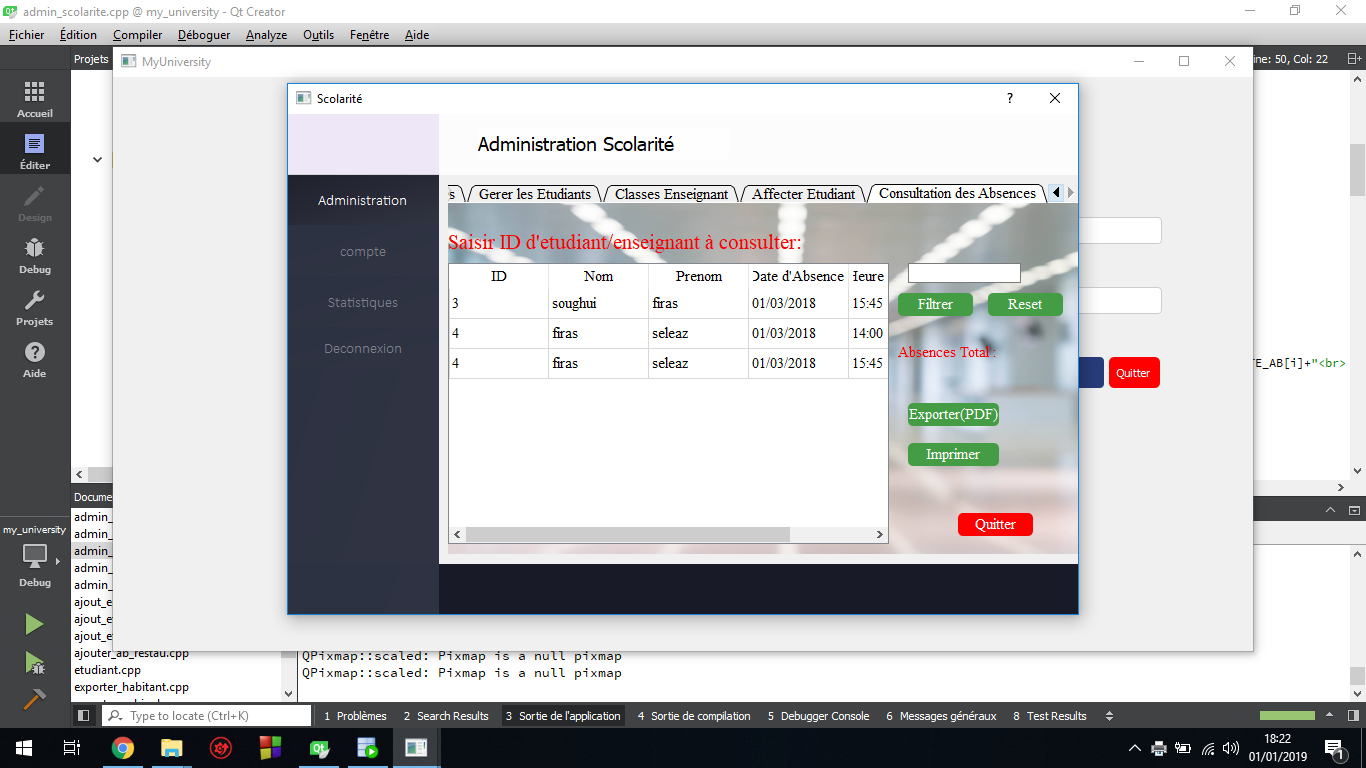 admin_scolarite.cpp @ my_university - Qt Creator
Fichier Édition Compiler Déboguer Analyze Outils Fenêtre Aide
Projets
MyUniversity
Line: 50, Col: 22
Scolarité
?
Administration Scolarité
Accueil
Éditer
Design
Debug
Projets
Aide
Administration
compte
Statistiques
Deconnexion
Gerer les Etudiants Classes Enseignant Affecter Etudiant Consultation des Absences
Saisir ID d'etudiant/enseignant à consulter:
ID Nom Prenom Date d'Absence Heure
3 soughui firas 01/03/2018 15:45
4 firas seleaz 01/03/2018 14:00
4 firas seleaz 01/03/2018 15:45
Filtrer Reset
Absences Total :
Exporter(PDF)
Imprimer
Quitter
TE_AB[i]+"<br>
Quitter
Docume
my_university
Debug
admin_
admin_
admin_
admin_
admin_
ajout_e
ajout_e
ajout_e
ajouter_ab_restau.cpp
etudiant.cpp
exporter_habitant.cpp
QPixmap::scaled: Pixmap is a null pixmap
QPixmap::scaled: Pixmap is a null pixmap
Type to locate (Ctrl+K)
1 Problèmes 2 Search Results 3 Sortie de l'application 4 Sortie de compilation 5 Debugger Console 6 Messages généraux 8 Test Results
18:22
01/01/2019
1